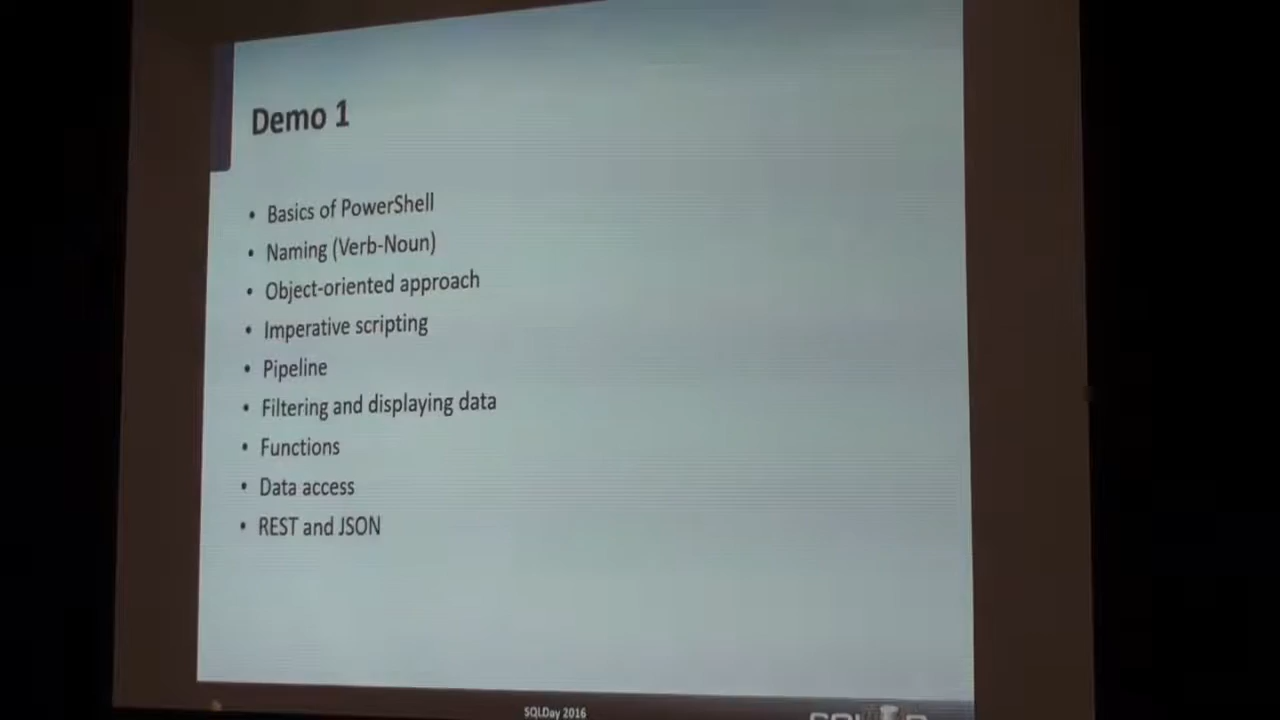 Demo 1
• Basics of PowerShell
• Naming (Verb-Noun)
• Object-oriented approach
• Imperative scripting
• Pipeline
• Filtering and displaying data
• Functions
• Data access
• REST and JSON
SQLDay 2016